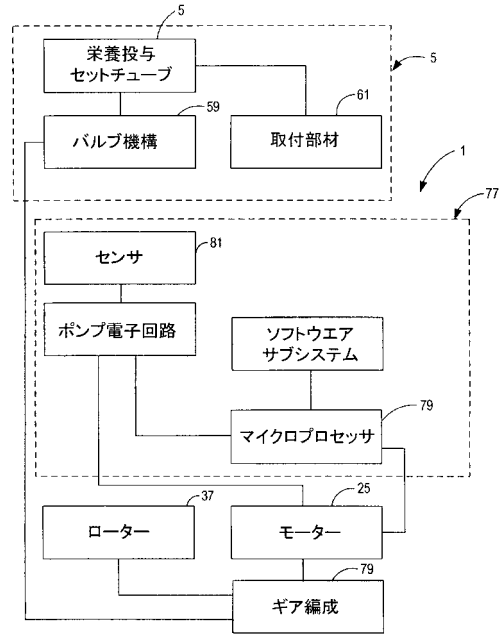 5
栄養投与
セットチューブ
5
59
61
バルブ機構
取付部材
1
77
センサ
81
ポンプ電子回路
ソフトウエア
サブシステム
79
マイクロプロセッサ
37
25
ローター
モーター
79
ギア編成